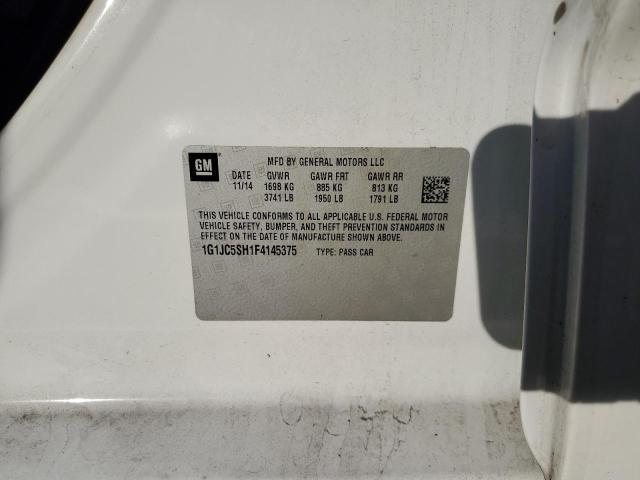 GM
MFD BY GENERAL MOTORS LLC
DATE GVWR GAWR FRT GAWR RR
11/14 1698 KG 885 KG 813 KG
3741 LB 1950 LB 1791 LB
THIS VEHICLE CONFORMS TO ALL APPLICABLE U.S. FEDERAL MOTOR
VEHICLE SAFETY, BUMPER, AND THEFT PREVENTION STANDARDS
IN EFFECT ON THE DATE OF MANUFACTURE SHOWN ABOVE.
1G1JC5SH1F4145375 TYPE: PASS CAR